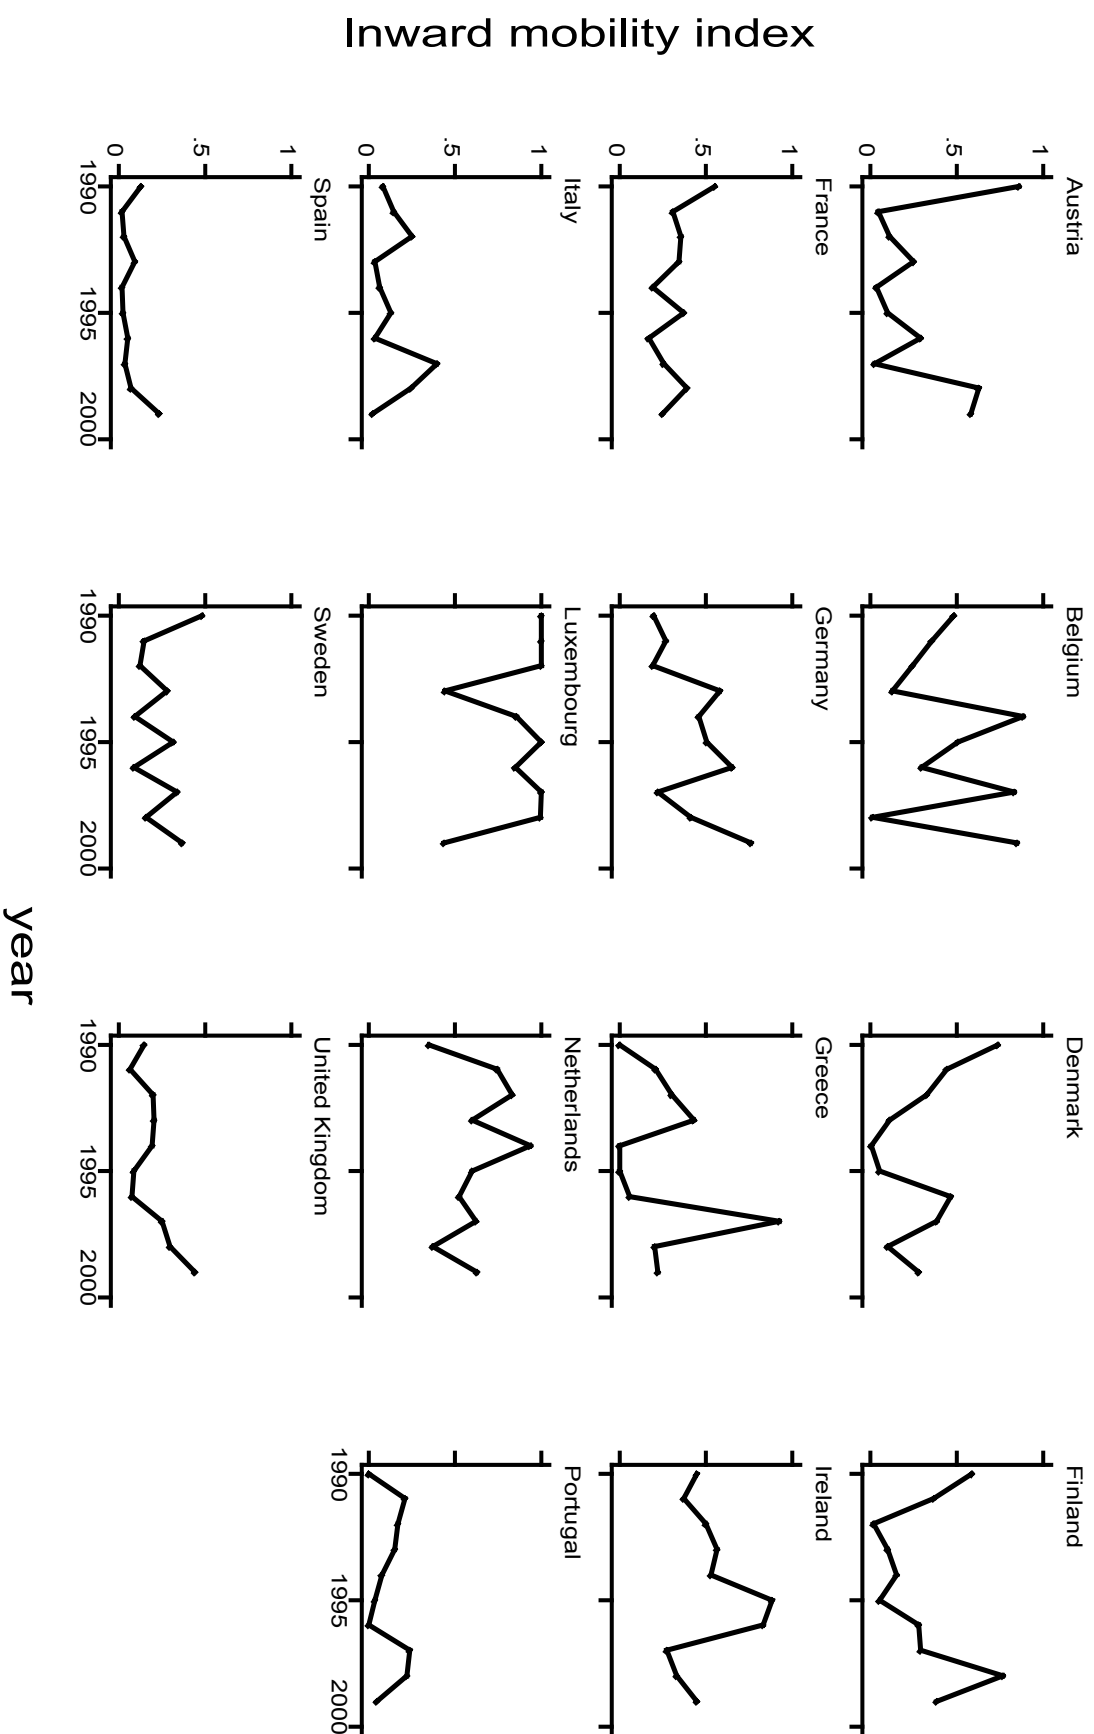 Inward mobility index
Austria
Belgium
Denmark
Finland
0
.5
1
France
Germany
Greece
Ireland
0
.5
1
Italy
Luxembourg
Netherlands
Portugal
0
.5
1
1990
1995
2000
Spain
Sweden
United Kingdom
0
.5
1
1990
1995
2000
1990
1995
2000
1990
1995
2000
year